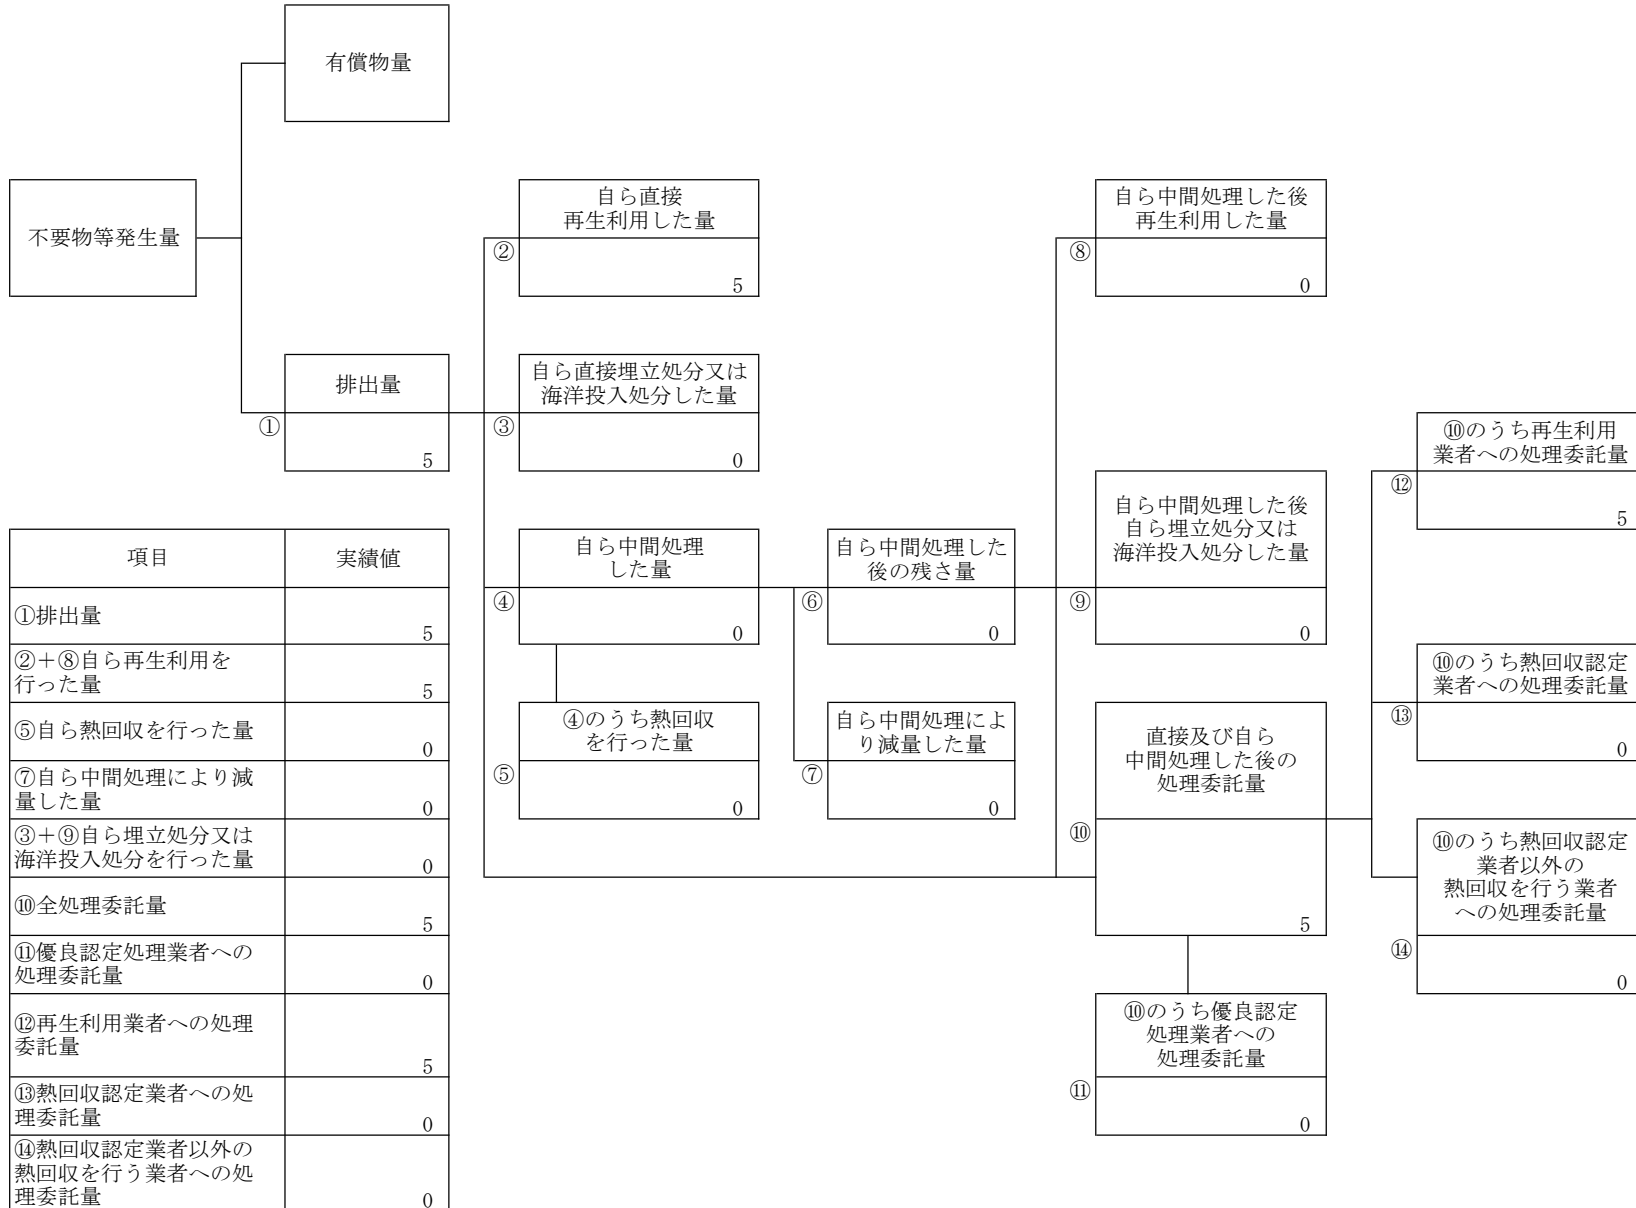 有償物量
不要物等発生量
排出量
①
5
自ら直接
再生利用した量
②
5
自ら直接埋立処分又は
海洋投入処分した量
③
0
自ら中間処理
した量
④
0
④のうち熱回収
を行った量
⑤
0
自ら中間処理した
後の残さ量
⑥
0
自ら中間処理によ
り減量した量
⑦
0
自ら中間処理した後
再生利用した量
⑧
0
自ら中間処理した後
自ら埋立処分又は
海洋投入処分した量
⑨
0
直接及び自ら
中間処理した後の
処理委託量
⑩
5
⑩のうち優良認定
処理業者への
処理委託量
⑪
0
⑩のうち再生利用
業者への処理委託量
⑫
5
⑩のうち熱回収認定
業者への処理委託量
⑬
0
⑩のうち熱回収認定
業者以外の
熱回収を行う業者
への処理委託量
⑭
0
項目 実績値
①排出量
5
②＋⑧自ら再生利用を
行った量
5
⑤自ら熱回収を行った量
0
⑦自ら中間処理により減
量した量
0
③＋⑨自ら埋立処分又は
海洋投入処分を行った量
0
⑩全処理委託量
5
⑪優良認定処理業者への
処理委託量
0
⑫再生利用業者への処理
委託量
5
⑬熱回収認定業者への処
理委託量
0
⑭熱回収認定業者以外の
熱回収を行う業者への処
理委託量
0